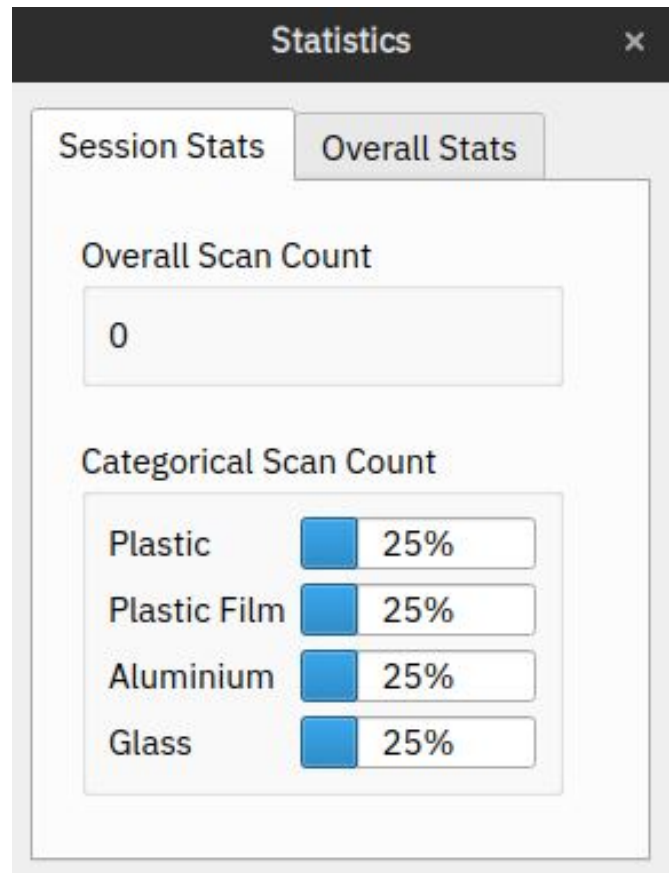 Statistics ×
Session Stats Overall Stats
Overall Scan Count
0
Categorical Scan Count
Plastic 25%
Plastic Film 25%
Aluminium 25%
Glass 25%